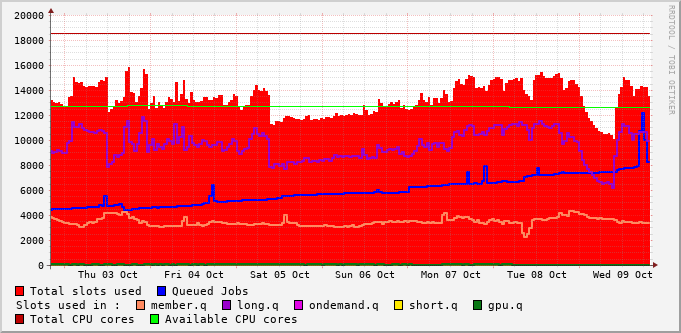 20000
18000
16000
14000
12000
10000
8000
6000
4000
2000
0
Thu 03 Oct Fri 04 Oct Sat 05 Oct Sun 06 Oct Mon 07 Oct Tue 08 Oct Wed 09 Oct
RRDTOOL / TOBI OETIKER
Total slots used Queued Jobs
Slots used in : member.q long.q ondemand.q short.q gpu.q
Total CPU cores Available CPU cores